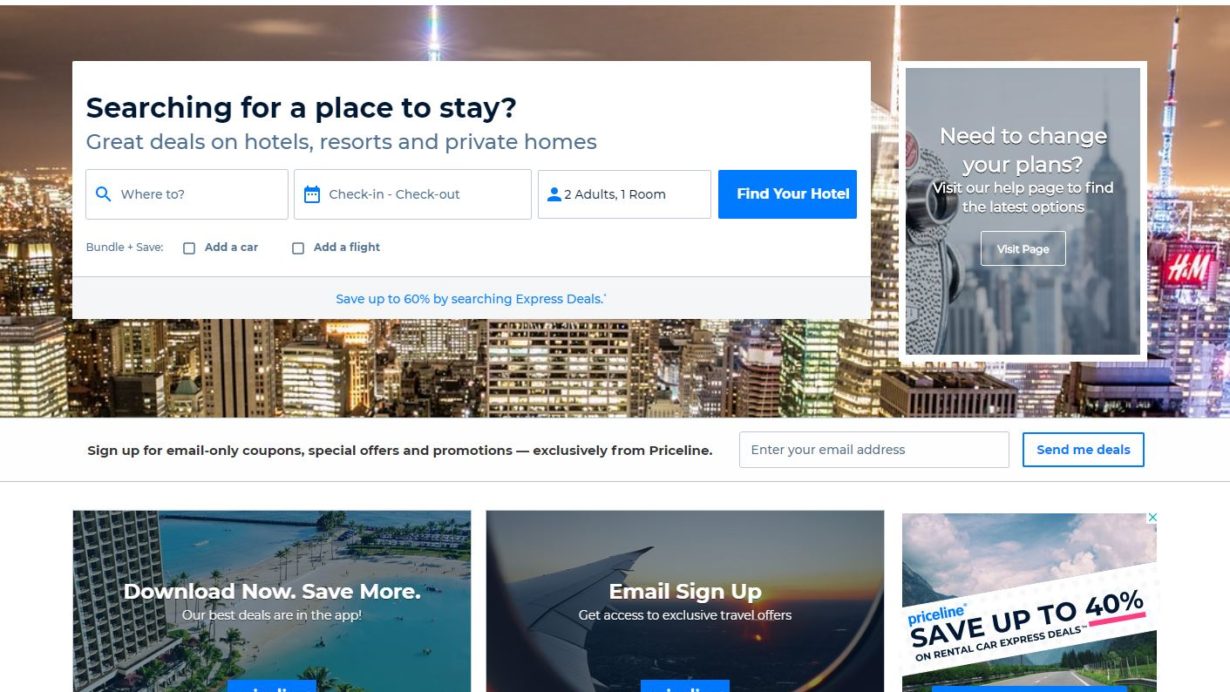 Searching for a place to stay?
Great deals on hotels, resorts and private homes
Where to?
Check-in - Check-out
2 Adults, 1 Room
Find Your Hotel
Bundle + Save:
Add a car
Add a flight
Save up to 60% by searching Express Deals.*
Need to change
your plans?
Visit our help page to find
the latest options
Visit Page
H&M
Sign up for email-only coupons, special offers and promotions — exclusively from Priceline.
Enter your email address
Send me deals
Download Now. Save More.
Our best deals are in the app!
Email Sign Up
Get access to exclusive travel offers
priceline®
SAVE UP TO 40%
ON RENTAL CAR EXPRESS DEALS™